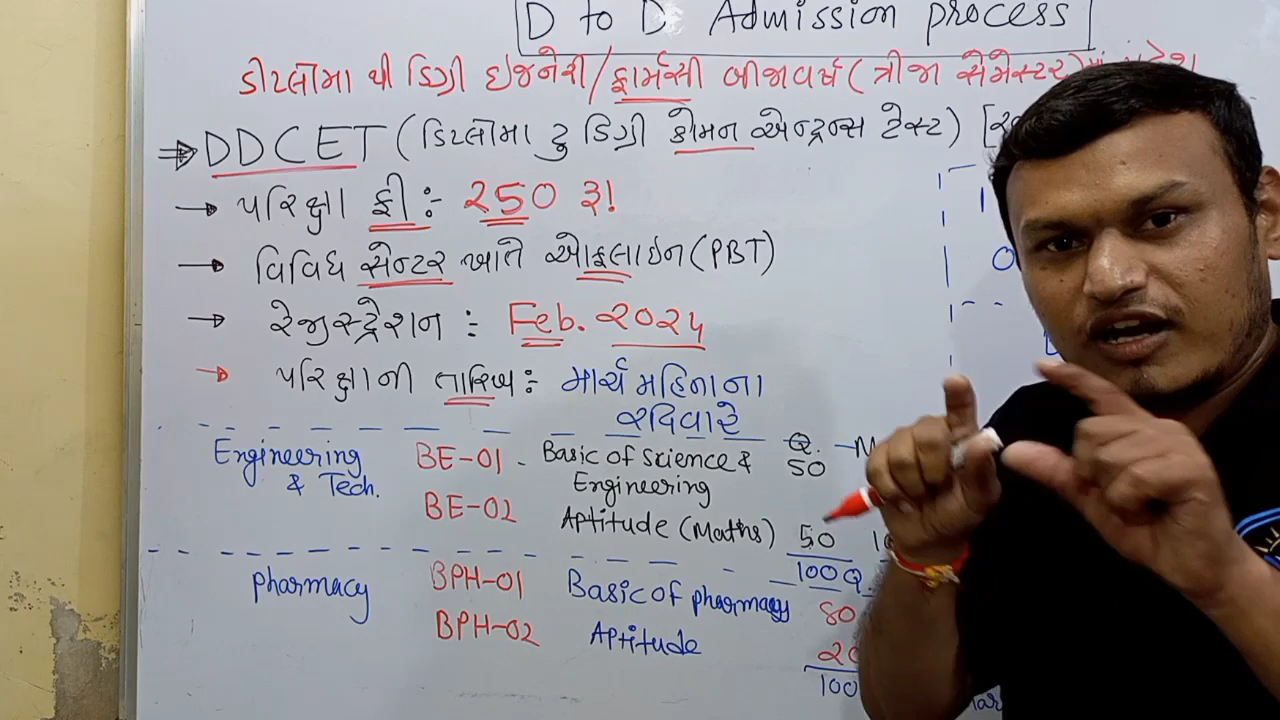 D to D Admission process
ડીપ્લોમા થી ડિગ્રી ઇજનેરી/ફાર્મસી બીજાવર્ષ (ત્રીજા સેમેસ્ટર)
⇒ DDCET (ડિપ્લોમા ટુ ડિગ્રી કોમન એન્ટ્રન્સ ટેસ્ટ)
→ પરિક્ષા ફી :- 250 રૂ!
→ વિવિધ સેન્ટર ખાતે ઓફલાઇન (PBT)
→ રેજીસ્ટ્રેશન : Feb. 2024
→ પરિક્ષાની તારિખ : માર્ચ મહિનાના
રવિવારે
Engineering & Tech. BE-01 - Basic of Science & Engineering Q. 50
BE-02 Aptitude (Maths) 50
100Q.
pharmacy BPH-01 Basic of pharmacy 80
BPH-02 Aptitude
100